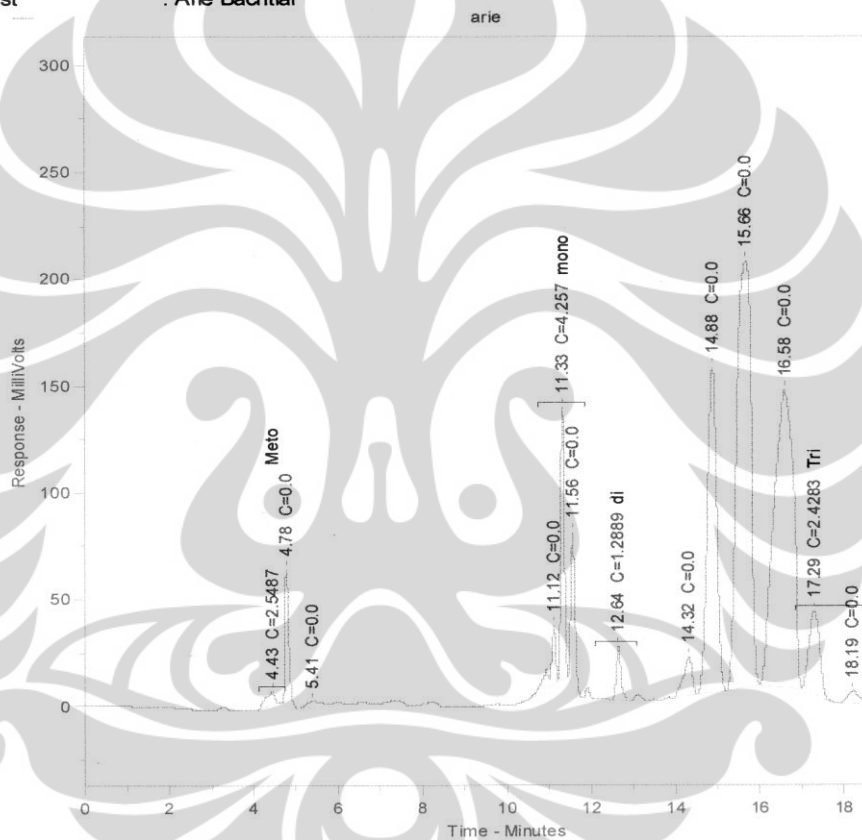 st : Arie Bachtiar
arie
300
250
200
150
100
50
0
Response - MilliVolts
4.43 C=2.5487 Meto
4.78 C=0.0
5.41 C=0.0
11.12 C=0.0
11.33 C=4.257 mono
11.56 C=0.0
12.64 C=1.2889 di
14.32 C=0.0
14.88 C=0.0
15.66 C=0.0
16.58 C=0.0
17.29 C=2.4283 Tri
18.19 C=0.0
0 2 4 6 8 10 12 14 16 18
Time - Minutes